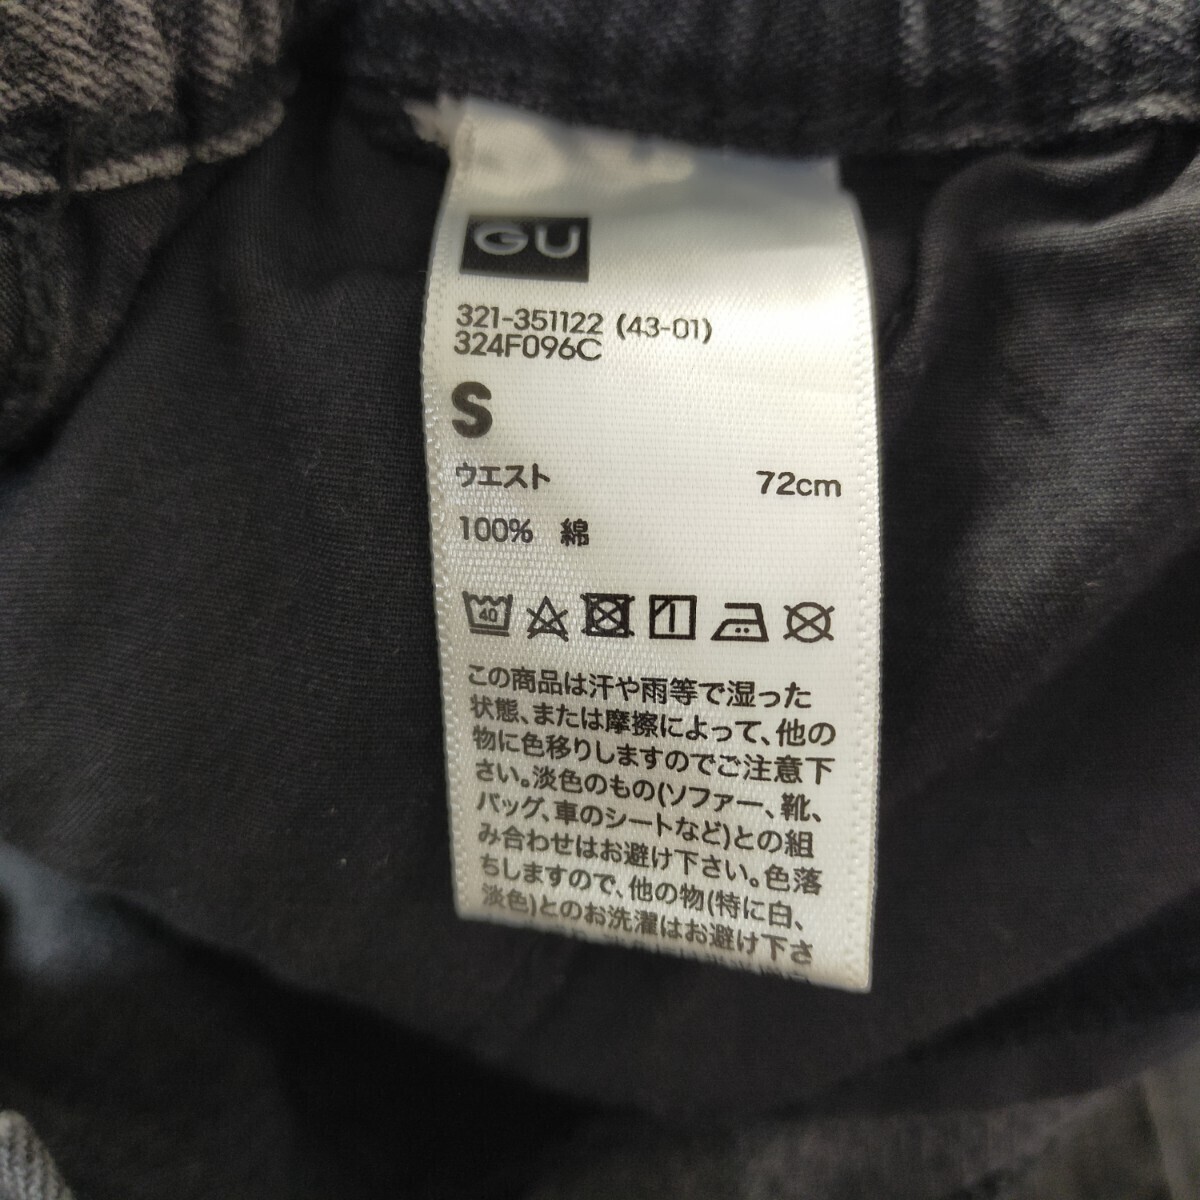 GU
321-351122 (43-01)
324F096C
S
ウエスト 72cm
100% 綿
40
この商品は汗や雨等で湿った
状態、または摩擦によって、他の
物に色移りしますのでご注意下
さい。淡色のもの(ソファー、靴、
バッグ、車のシートなど)との組
み合わせはお避け下さい。色落
ちしますので、他の物(特に白、
淡色)とのお洗濯はお避け下さ